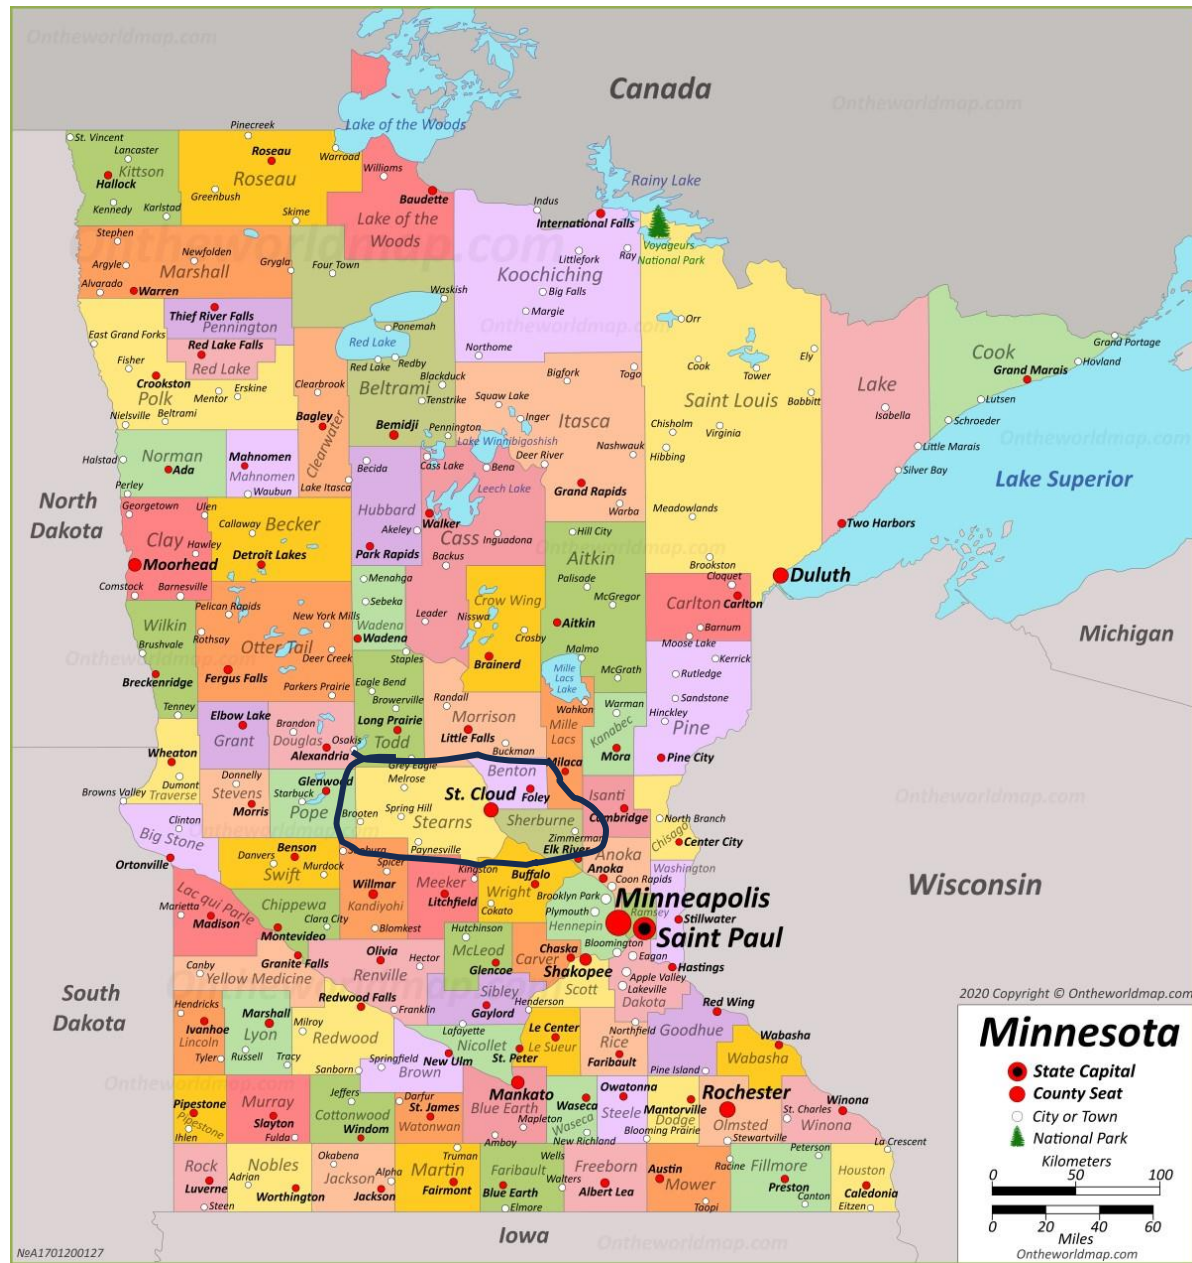 Ontheworldmap.com
Canada
Ontheworldmap.com
Lake of the Woods
St. Vincent
Lancaster
Kittson
Hallock
Kennedy
Karlstad
Pinecreek
Roseau
Roseau
Greenbush
Skime
Warroad
Williams
Baudette
Lake of the
Woods
Rainy Lake
Indus
International Falls
Littlefork
Ray
Voyageurs
National Park
Koochiching
Big Falls
Margie
Northome
Stephen
Argyle
Newfolden
Marshall
Grygla
Alvarado
Warren
Four Town
Waskish
Thief River Falls
Pennington
East Grand Forks
Red Lake Falls
Red Lake
Fisher
Crookston
Polk
Mentor
Erskine
Nielsville
Beltrami
Clearbrook
Bagley
Clearwater
Lake Itasca
Ponemah
Red Lake
Red Lake
Redby
Beltrami
Blackduck
Tenstrike
Bemidji
Pennington
Bigfork
Togo
Squaw Lake
Inger
Itasca
Lake Winnibigoshish
Nashwauk
Deer River
Grand Rapids
Warba
Orr
Cook
Tower
Ely
Babbitt
Saint Louis
Chisholm
Virginia
Hibbing
Meadowlands
Brookston
Lake
Isabella
Cook
Grand Marais
Grand Portage
Hovland
Lutsen
Schroeder
Little Marais
Silver Bay
Two Harbors
Duluth
Lake Superior
Ontheworldmap.com
North
Dakota
Halstad
Norman
Ada
Perley
Mahnomen
Mahnomen
Waubun
Georgetown
Ulen
Clay
Hawley
Moorhead
Comstock
Barnesville
Callaway
Becker
Detroit Lakes
Becida
Hubbard
Akeley
Park Rapids
Cass Lake
Bena
Leech Lake
Walker
Cass
Inguadona
Backus
Leader
Hill City
Aitkin
Palisade
McGregor
Aitkin
Malmo
McGrath
Cloquet
Carlton
Carlton
Barnum
Moose Lake
Kerrick
Rutledge
Sandstone
Hinckley
Pine
Pine City
Michigan
Wilkin
Brushvale
Breckenridge
Tenney
Pelican Rapids
Rothsay
New York Mills
Otter Tail
Deer Creek
Fergus Falls
Parkers Prairie
Menahga
Sebeka
Wadena
Wadena
Staples
Crow Wing
Nisswa
Crosby
Brainerd
Mille
Lacs
Lake
Wahkon
Mille
Lacs
Milaca
Warman
Kanabec
Mora
Elbow Lake
Grant
Brandon
Douglas
Osakis
Alexandria
Eagle Bend
Browerville
Long Prairie
Todd
Grey Eagle
Randall
Morrison
Little Falls
Buckman
Wheaton
Dumont
Traverse
Browns Valley
Donnelly
Stevens
Morris
Glenwood
Starbuck
Pope
Brooten
Melrose
Spring Hill
Stearns
Paynesville
St. Cloud
Benton
Foley
Sherburne
Zimmerman
Elk River
Isanti
Cambridge
North Branch
Chisago
Center City
Ontheworldmap.com
Clinton
Big Stone
Ortonville
Danvers
Benson
Swift
Murdock
Spicer
Willmar
Kandiyohi
Blomkest
Kingston
Meeker
Litchfield
Buffalo
Wright
Cokato
Anoka
Anoka
Coon Rapids
Washington
Brooklyn Park
Minneapolis
Plymouth
Hennepin
Ramsey
Stillwater
Saint Paul
Bloomington
Eagan
Apple Valley
Lakeville
Dakota
Hastings
Wisconsin
Lac qui Parle
Marietta
Madison
Chippewa
Clara City
Montevideo
Granite Falls
Canby
Yellow Medicine
Olivia
Renville
Hector
Hutchinson
McLeod
Glencoe
Chaska
Carver
Shakopee
Scott
South
Dakota
Hendricks
Ivanhoe
Lincoln
Tyler
Marshall
Lyon
Russell
Tracy
Milroy
Redwood
Redwood Falls
Franklin
Sanborn
Springfield
Brown
New Ulm
Sibley
Gaylord
Henderson
Lafayette
Nicollet
St. Peter
Le Center
Le Sueur
Northfield
Rice
Faribault
Red Wing
Goodhue
Pine Island
Wabasha
Wabasha
Pipestone
Pipestone
Ihlen
Murray
Slayton
Fulda
Jeffers
Cottonwood
Windom
Darfur
St. James
Watonwan
Mankato
Blue Earth
Mapleton
Amboy
Waseca
Waseca
New Richland
Owatonna
Steele
Mantorville
Dodge
Blooming Prairie
Rochester
Olmsted
Stewartville
St. Charles
Winona
Winona
La Crescent
Rock
Luverne
Steen
Nobles
Adrian
Worthington
Okabena
Jackson
Alpha
Jackson
Truman
Martin
Fairmont
Wells
Faribault
Walters
Blue Earth
Elmore
Freeborn
Albert Lea
Austin
Mower
Taopi
Racine
Fillmore
Peterson
Preston
Canton
Houston
Caledonia
Eitzen
Iowa
Ontheworldmap.com
№A1701200127
2020 Copyright © Ontheworldmap.com
Minnesota
State Capital
County Seat
City or Town
National Park
Kilometers
0 50 100
0 20 40 60
Miles
Ontheworldmap.com